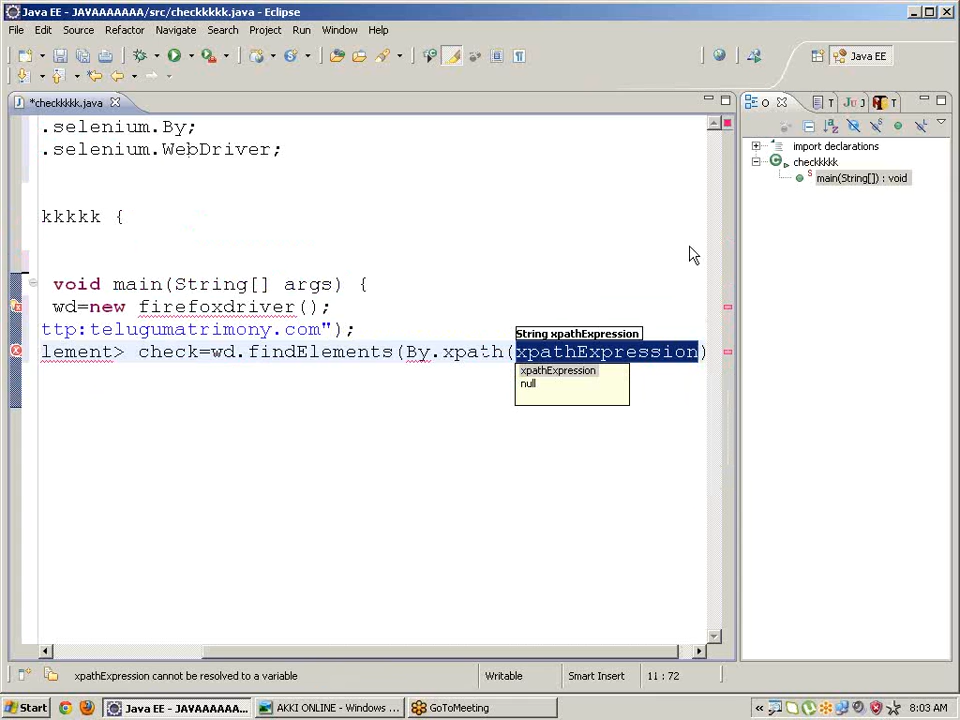 Java EE - JAVAAAAAAA/src/checkkkkk.java - Eclipse
File Edit Source Refactor Navigate Search Project Run Window Help
Java EE
*checkkkkk.java
O T Ju J T
.selenium.By;
.selenium.WebDriver;
import declarations
checkkkkk
main(String[]) : void
kkkkk {
void main(String[] args) {
wd=new firefoxdriver();
ttp:telugumatrimony.com");
String xpathExpression
lement> check=wd.findElements(By.xpath(xpathExpression)
xpathExpression
null
xpathExpression cannot be resolved to a variable
Writable
Smart Insert
11 : 72
Start
Java EE - JAVAAAAAA...
AKKI ONLINE - Windows ...
GoToMeeting
8:03 AM